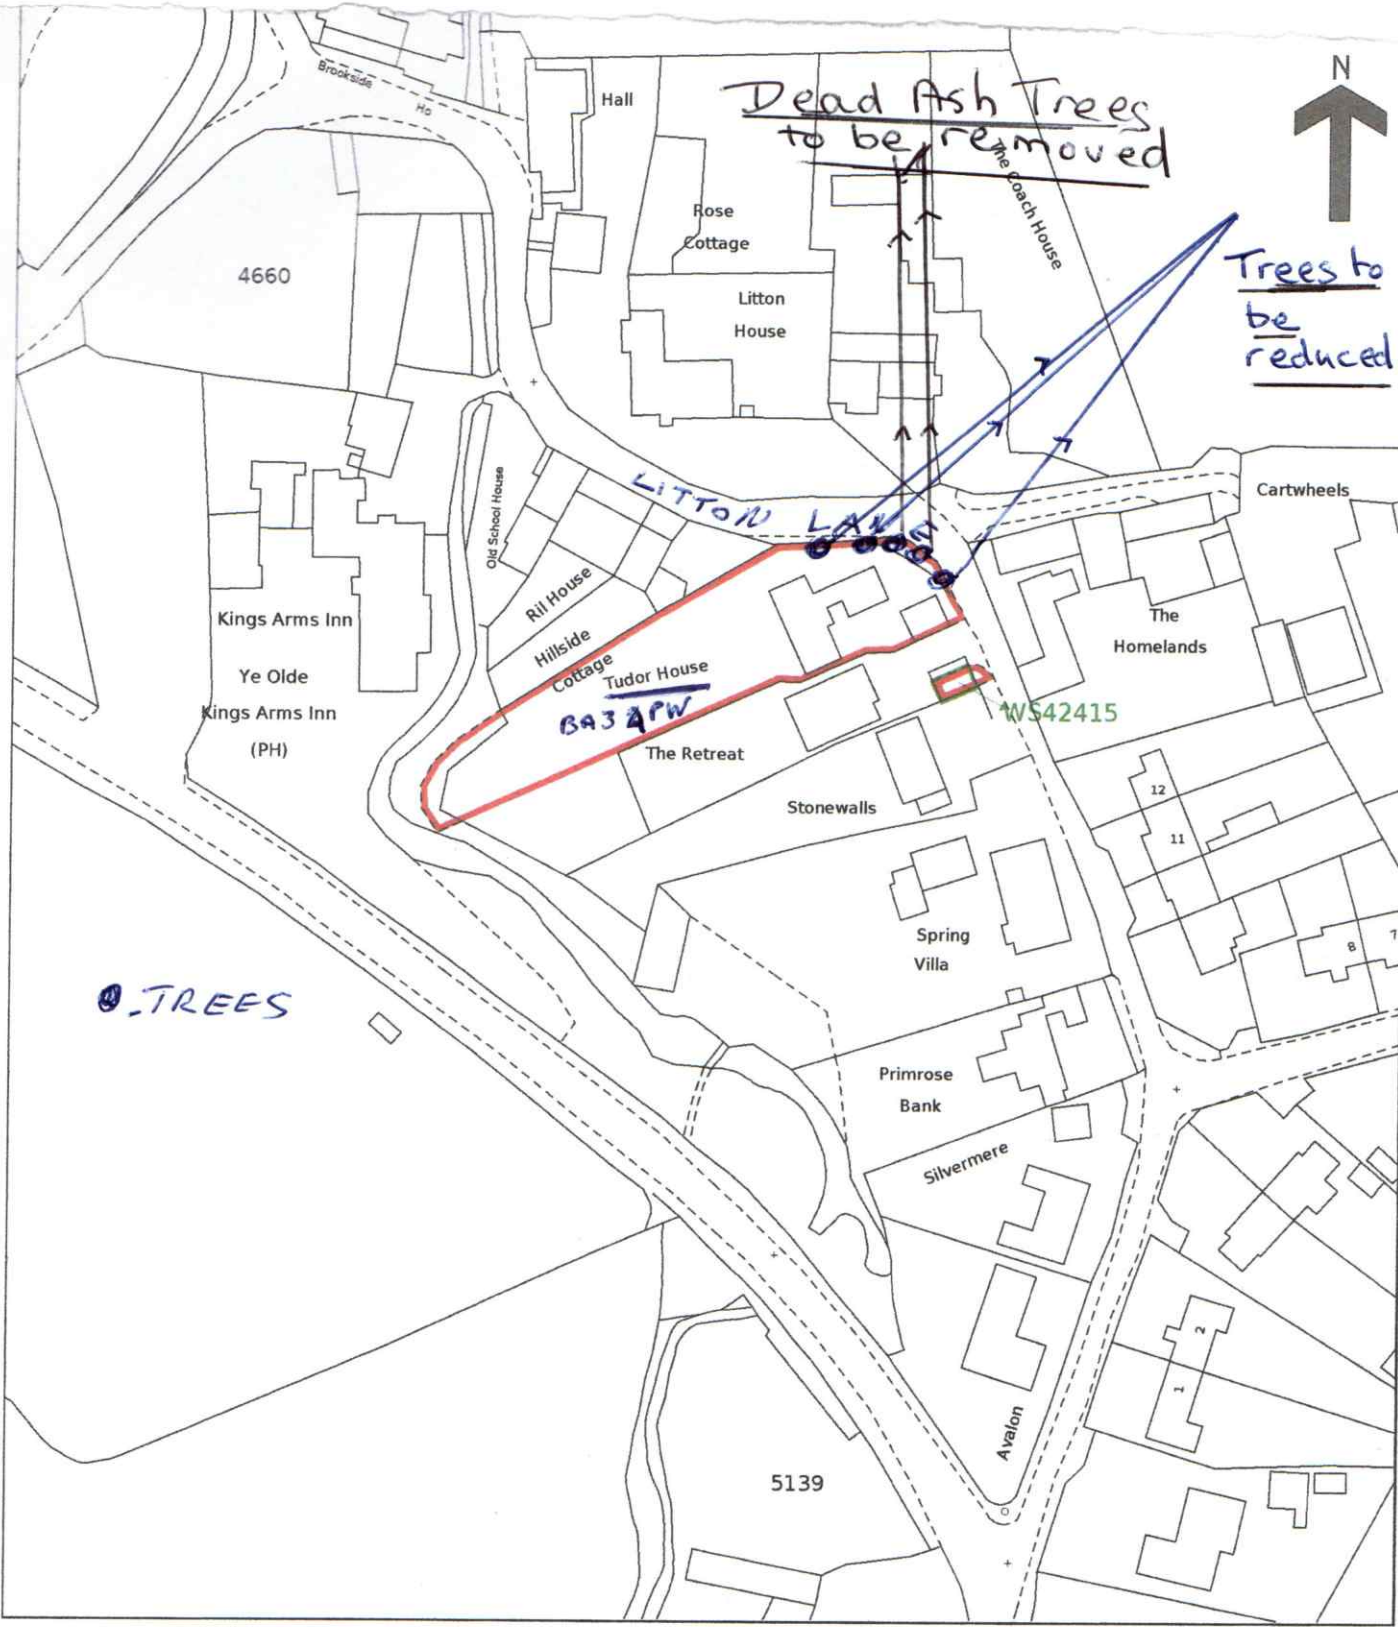 Brookside
Ho
Hall
Dead Ash Trees
to be removed
N
The Coach House
Rose
Cottage
4660
Trees to
be
reduced
Litton
House
LITTON LANE
Cartwheels
Old School House
Ril House
Hillside
Cottage
Kings Arms Inn
Ye Olde
Kings Arms Inn
(PH)
Tudor House
BA3 4PW
The Retreat
The
Homelands
WS42415
Stonewalls
12
11
Spring
Villa
8
7
TREES
Primrose
Bank
Silvermere
2
1
Avalon
5139